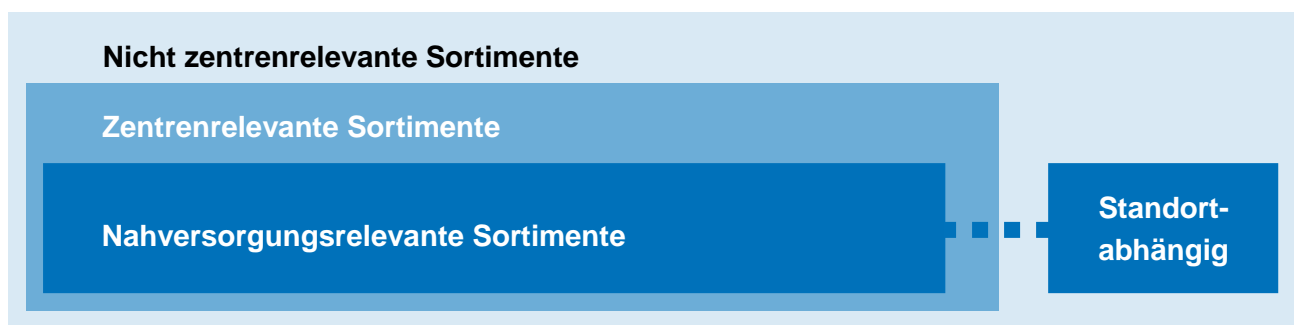 Nicht zentrenrelevante Sortimente
Zentrenrelevante Sortimente
Nahversorgungsrelevante Sortimente
Standort-
abhängig